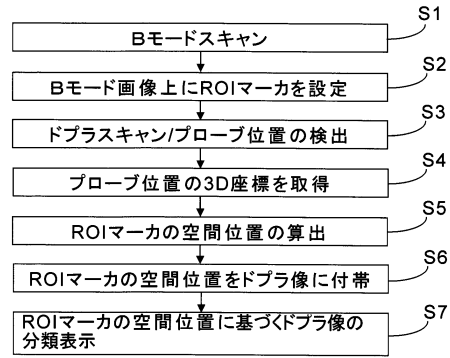 S1
Bモードスキャン
S2
Bモード画像上にROIマーカを設定
S3
ドプラスキャン/プローブ位置の検出
S4
プローブ位置の3D座標を取得
S5
ROIマーカの空間位置の算出
S6
ROIマーカの空間位置をドプラ像に付帯
S7
ROIマーカの空間位置に基づくドプラ像の
分類表示